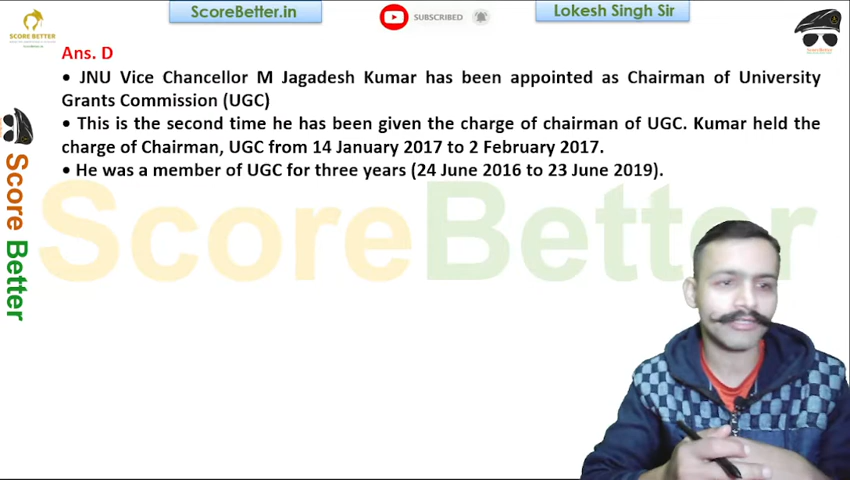 ScoreBetter.in
SUBSCRIBED
Lokesh Singh Sir
SCORE BETTER
Ans. D
• JNU Vice Chancellor M Jagadesh Kumar has been appointed as Chairman of University
Grants Commission (UGC)
• This is the second time he has been given the charge of chairman of UGC. Kumar held the
charge of Chairman, UGC from 14 January 2017 to 2 February 2017.
• He was a member of UGC for three years (24 June 2016 to 23 June 2019).
Score Better
ScoreBetter